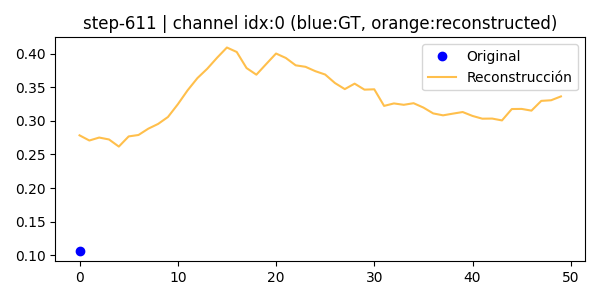 step-611 | channel idx:0 (blue:GT, orange:reconstructed)
Original
Reconstrucción
0.40
0.35
0.30
0.25
0.20
0.15
0.10
0 10 20 30 40 50